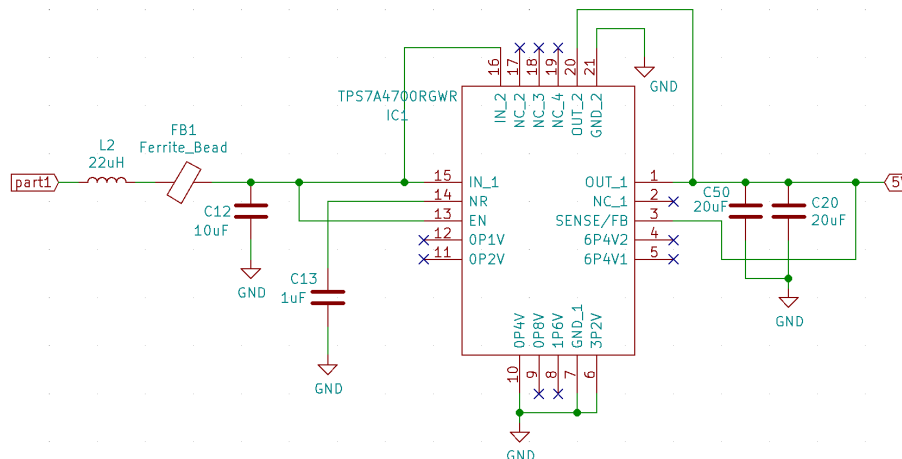 16
17
18
19
20
21
TPS7A4700RGWR
IC1
IN_2
NC_2
NC_3
NC_4
OUT_2
GND_2
GND
L2
22uH
FB1
Ferrite_Bead
part1
15
14
13
12
11
IN_1
NR
EN
0P1V
0P2V
OUT_1
NC_1
SENSE/FB
6P4V2
6P4V1
1
2
3
4
5
C50
20uF
C20
20uF
5V
C12
10uF
GND
C13
1uF
GND
GND
0P4V
0P8V
1P6V
GND_1
3P2V
10
9
8
7
6
GND